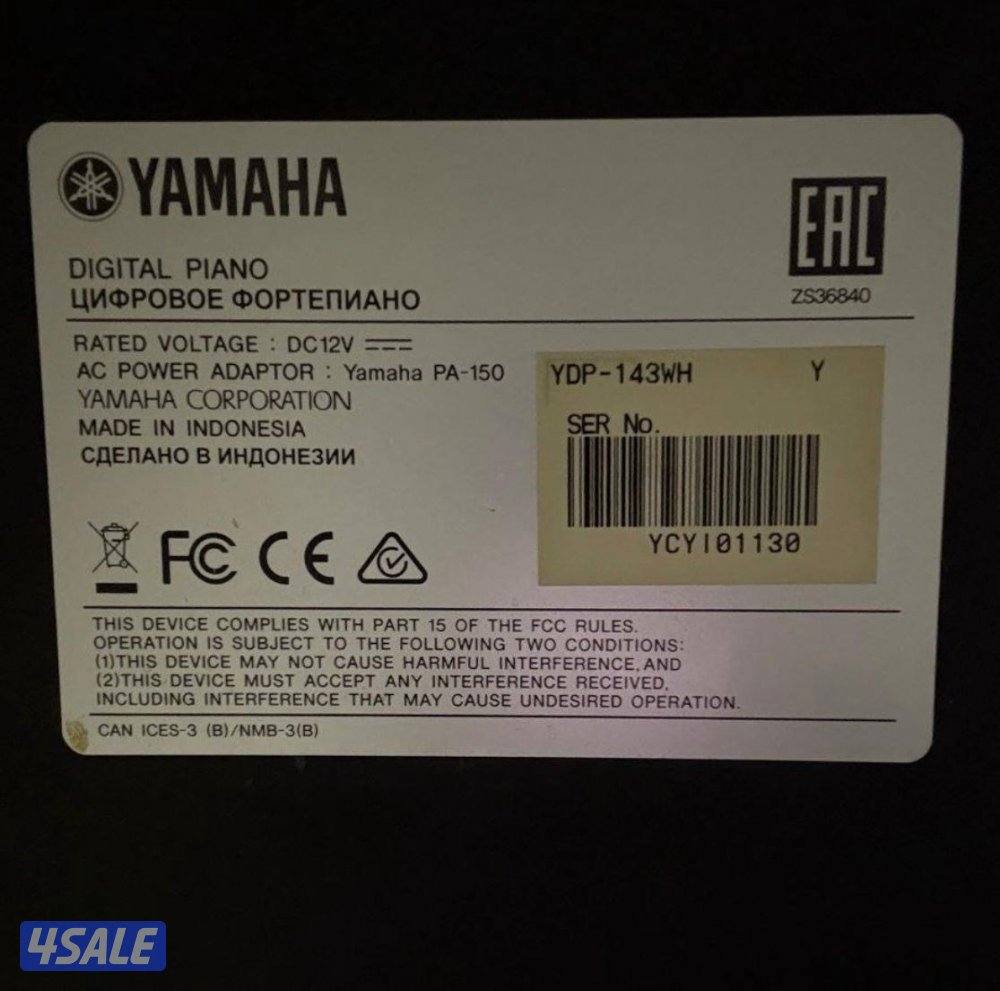 YAMAHA
EAC
ZS36840
DIGITAL PIANO
ЦИФРОВОЕ ФОРТЕПИАНО
RATED VOLTAGE : DC12V
AC POWER ADAPTOR : Yamaha PA-150
YAMAHA CORPORATION
MADE IN INDONESIA
СДЕЛАНО В ИНДОНЕЗИИ
YDP-143WH Y
SER No.
YCYI01130
FC CE
THIS DEVICE COMPLIES WITH PART 15 OF THE FCC RULES.
OPERATION IS SUBJECT TO THE FOLLOWING TWO CONDITIONS:
(1)THIS DEVICE MAY NOT CAUSE HARMFUL INTERFERENCE,AND
(2)THIS DEVICE MUST ACCEPT ANY INTERFERENCE RECEIVED,
INCLUDING INTERFERENCE THAT MAY CAUSE UNDESIRED OPERATION.
CAN ICES-3 (B)/NMB-3(B)
4SALE